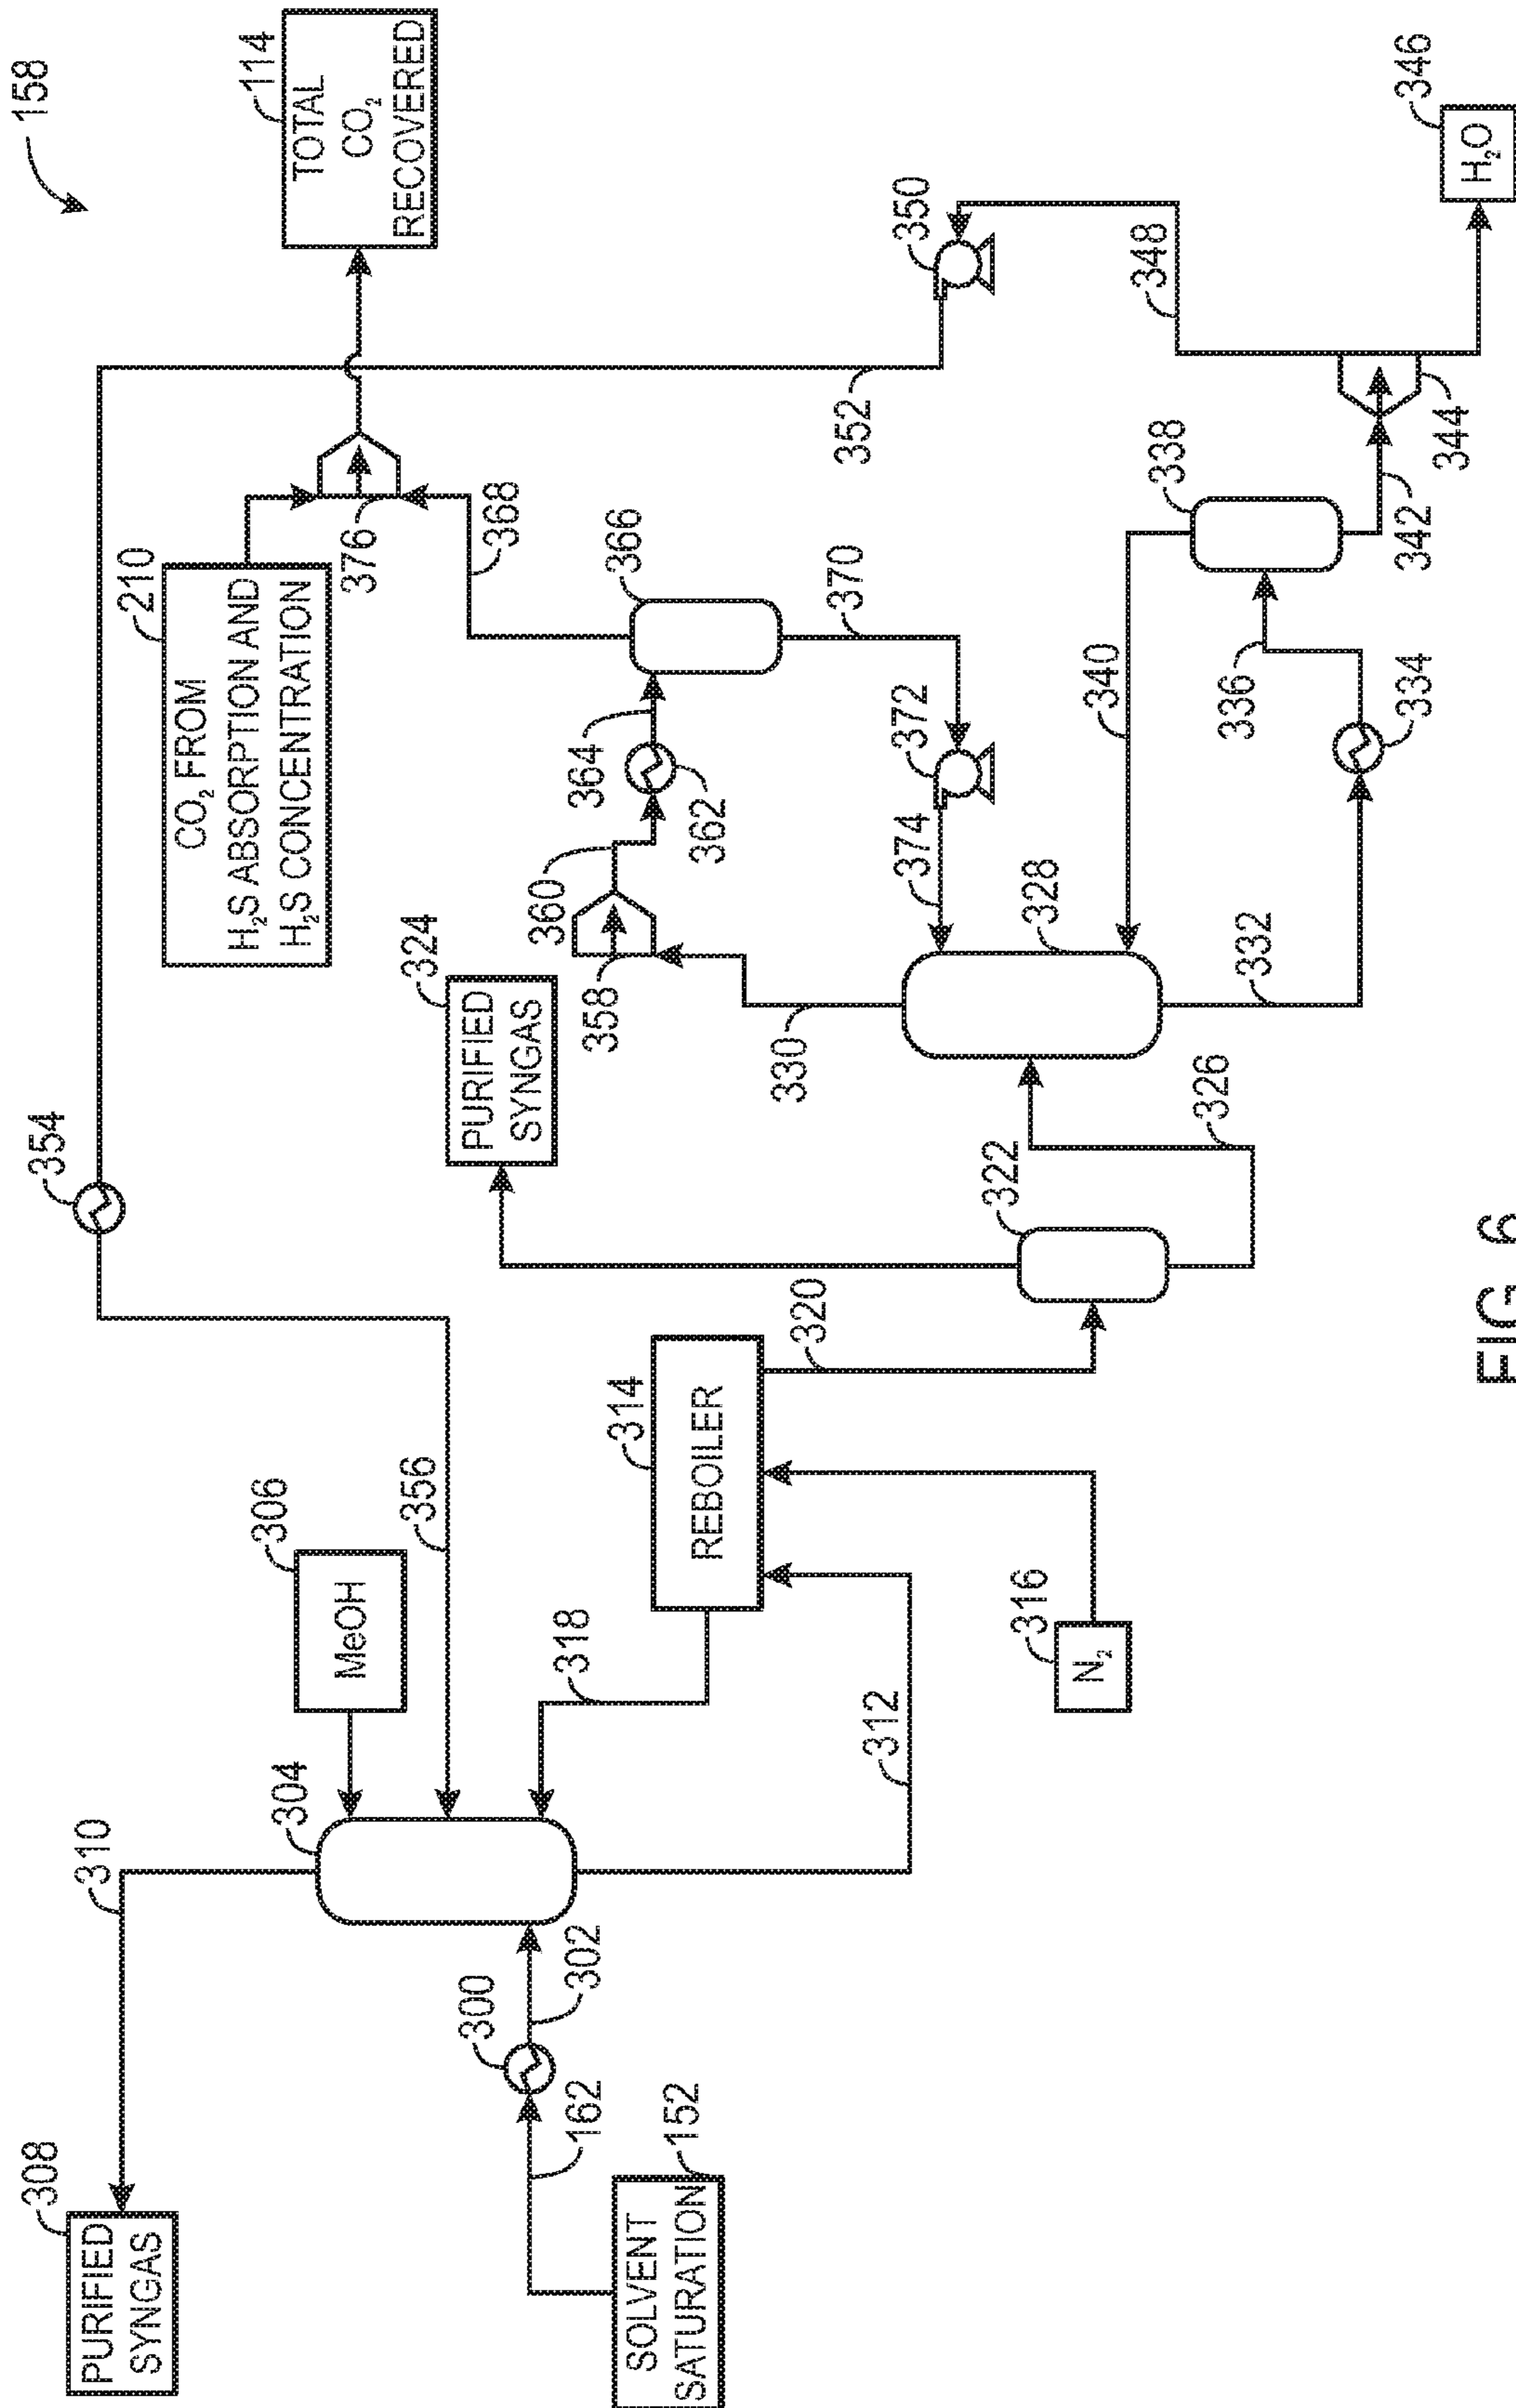 158
308
PURIFIED
SYNGAS
310
354
210
CO₂ FROM
H₂S ABSORPTION AND
H₂S CONCENTRATION
114
TOTAL
CO₂
RECOVERED
304
306
MeOH
356
324
PURIFIED
SYNGAS
376
368
352
300
302
162
SOLVENT
SATURATION
152
318
314
REBOILER
312
316
N₂
320
322
326
358
360
362
364
366
370
372
374
330
328
332
334
336
338
340
342
344
348
350
346
H₂O
FIG. 6